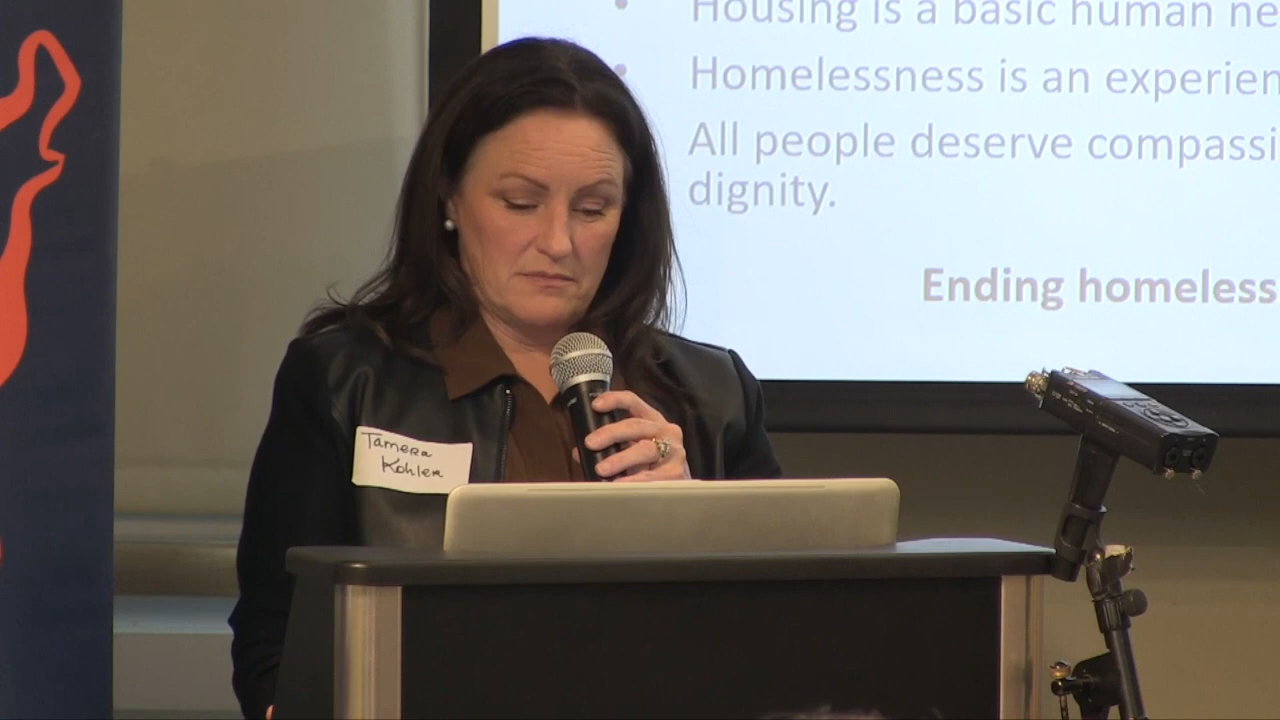 Housing is a basic human ne
Homelessness is an experien
All people deserve compassi
dignity.
Ending homeless
Tamera
Kohler